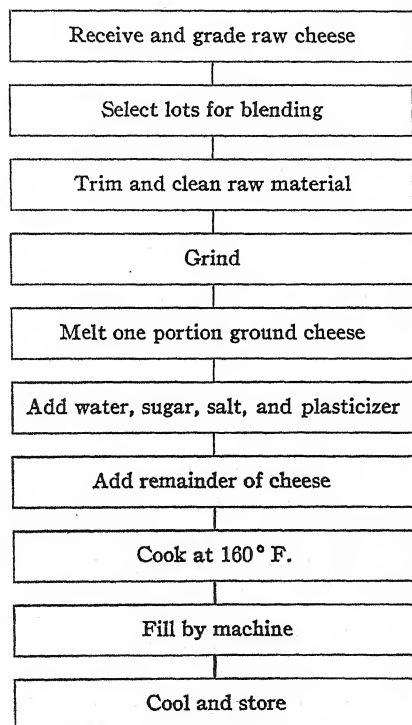 Receive and grade raw cheese
Select lots for blending
Trim and clean raw material
Grind
Melt one portion ground cheese
Add water, sugar, salt, and plasticizer
Add remainder of cheese
Cook at 160° F.
Fill by machine
Cool and store